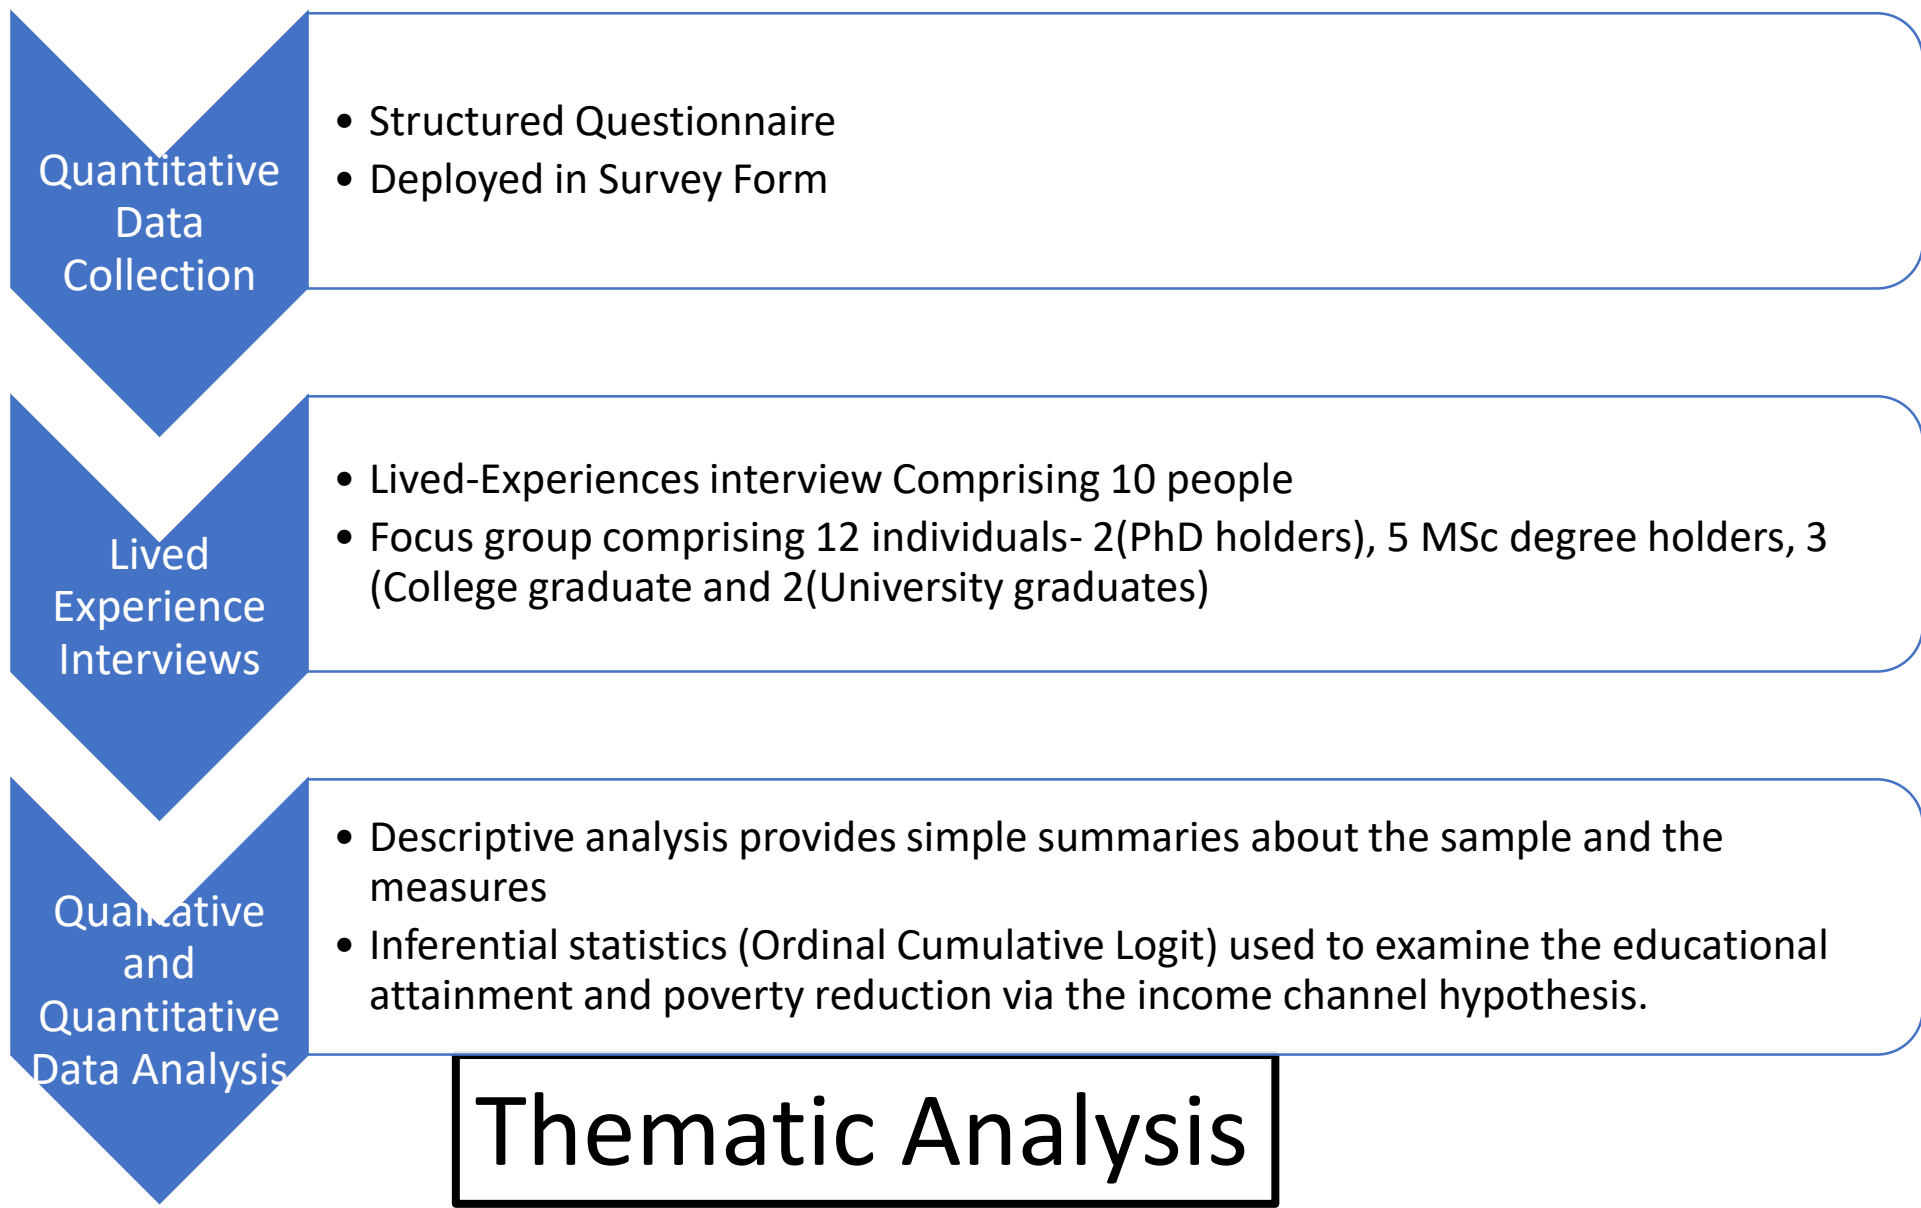 Quantitative
Data
Collection
• Structured Questionnaire
• Deployed in Survey Form
Lived
Experience
Interviews
• Lived-Experiences interview Comprising 10 people
• Focus group comprising 12 individuals- 2(PhD holders), 5 MSc degree holders, 3
(College graduate and 2(University graduates)
Qualitative
and
Quantitative
Data Analysis
• Descriptive analysis provides simple summaries about the sample and the
measures
• Inferential statistics (Ordinal Cumulative Logit) used to examine the educational
attainment and poverty reduction via the income channel hypothesis.
Thematic Analysis